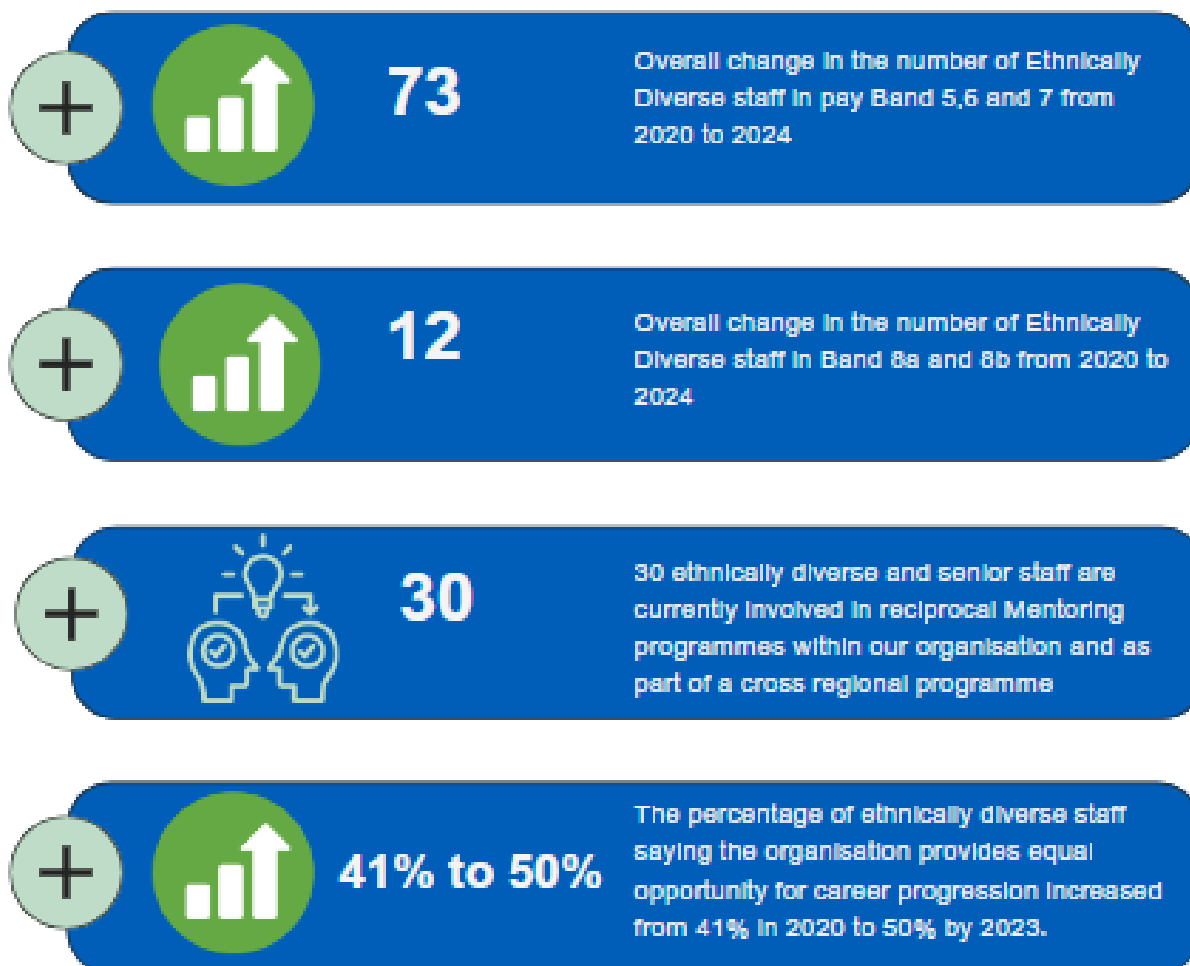 73
Overall change in the number of Ethnically
Diverse staff in pay Band 5,6 and 7 from
2020 to 2024
12
Overall change in the number of Ethnically
Diverse staff in Band 8a and 8b from 2020 to
2024
30
30 ethnically diverse and senior staff are
currently involved in reciprocal Mentoring
programmes within our organisation and as
part of a cross regional programme
41% to 50%
The percentage of ethnically diverse staff
saying the organisation provides equal
opportunity for career progression increased
from 41% in 2020 to 50% by 2023.